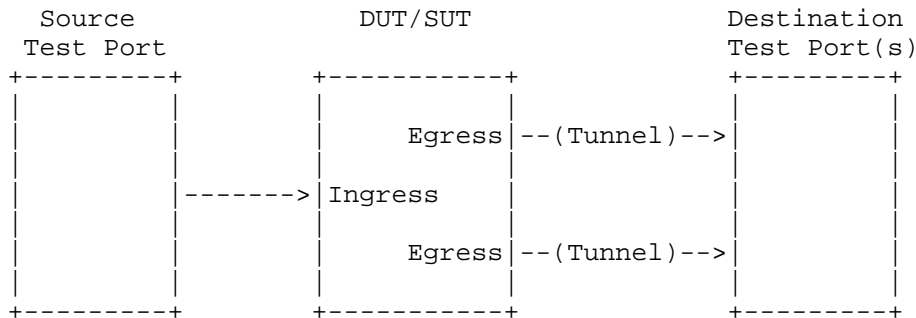 Source DUT/SUT Destination
Test Port Test Port(s)
+---------+ +-----------+ +---------+
| | | | | |
| | | Egress|--(Tunnel)-->| |
| | | | | |
| |------->|Ingress | | |
| | | | | |
| | | Egress|--(Tunnel)-->| |
| | | | | |
+---------+ +-----------+ +---------+